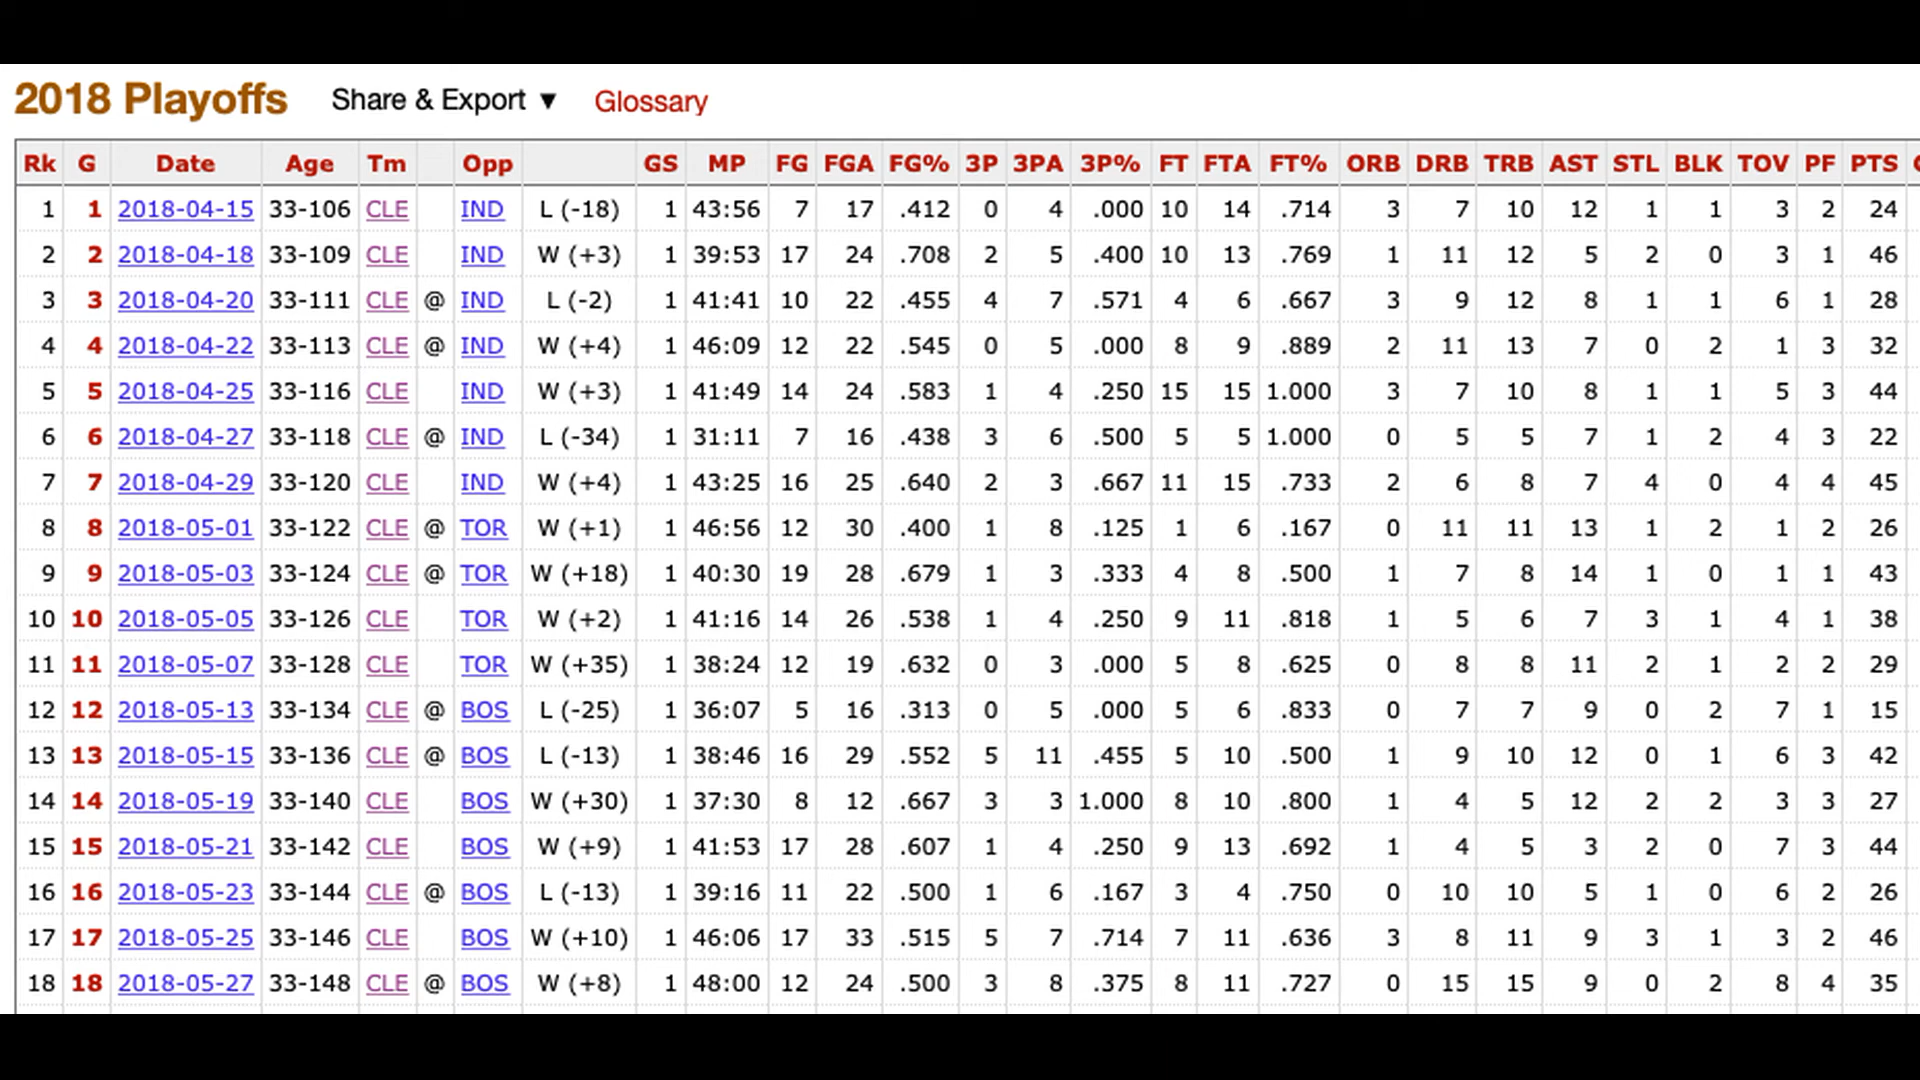 2018 Playoffs Share & Export ▼ Glossary
Rk G Date Age Tm Opp GS MP FG FGA FG% 3P 3PA 3P% FT FTA FT% ORB DRB TRB AST STL BLK TOV PF PTS
1 1 2018-04-15 33-106 CLE IND L (-18) 1 43:56 7 17 .412 0 4 .000 10 14 .714 3 7 10 12 1 1 3 2 24
2 2 2018-04-18 33-109 CLE IND W (+3) 1 39:53 17 24 .708 2 5 .400 10 13 .769 1 11 12 5 2 0 3 1 46
3 3 2018-04-20 33-111 CLE @ IND L (-2) 1 41:41 10 22 .455 4 7 .571 4 6 .667 3 9 12 8 1 1 6 1 28
4 4 2018-04-22 33-113 CLE @ IND W (+4) 1 46:09 12 22 .545 0 5 .000 8 9 .889 2 11 13 7 0 2 1 3 32
5 5 2018-04-25 33-116 CLE IND W (+3) 1 41:49 14 24 .583 1 4 .250 15 15 1.000 3 7 10 8 1 1 5 3 44
6 6 2018-04-27 33-118 CLE @ IND L (-34) 1 31:11 7 16 .438 3 6 .500 5 5 1.000 0 5 5 7 1 2 4 3 22
7 7 2018-04-29 33-120 CLE IND W (+4) 1 43:25 16 25 .640 2 3 .667 11 15 .733 2 6 8 7 4 0 4 4 45
8 8 2018-05-01 33-122 CLE @ TOR W (+1) 1 46:56 12 30 .400 1 8 .125 1 6 .167 0 11 11 13 1 2 1 2 26
9 9 2018-05-03 33-124 CLE @ TOR W (+18) 1 40:30 19 28 .679 1 3 .333 4 8 .500 1 7 8 14 1 0 1 1 43
10 10 2018-05-05 33-126 CLE TOR W (+2) 1 41:16 14 26 .538 1 4 .250 9 11 .818 1 5 6 7 3 1 4 1 38
11 11 2018-05-07 33-128 CLE TOR W (+35) 1 38:24 12 19 .632 0 3 .000 5 8 .625 0 8 8 11 2 1 2 2 29
12 12 2018-05-13 33-134 CLE @ BOS L (-25) 1 36:07 5 16 .313 0 5 .000 5 6 .833 0 7 7 9 0 2 7 1 15
13 13 2018-05-15 33-136 CLE @ BOS L (-13) 1 38:46 16 29 .552 5 11 .455 5 10 .500 1 9 10 12 0 1 6 3 42
14 14 2018-05-19 33-140 CLE BOS W (+30) 1 37:30 8 12 .667 3 3 1.000 8 10 .800 1 4 5 12 2 2 3 3 27
15 15 2018-05-21 33-142 CLE BOS W (+9) 1 41:53 17 28 .607 1 4 .250 9 13 .692 1 4 5 3 2 0 7 3 44
16 16 2018-05-23 33-144 CLE @ BOS L (-13) 1 39:16 11 22 .500 1 6 .167 3 4 .750 0 10 10 5 1 0 6 2 26
17 17 2018-05-25 33-146 CLE BOS W (+10) 1 46:06 17 33 .515 5 7 .714 7 11 .636 3 8 11 9 3 1 3 2 46
18 18 2018-05-27 33-148 CLE @ BOS W (+8) 1 48:00 12 24 .500 3 8 .375 8 11 .727 0 15 15 9 0 2 8 4 35